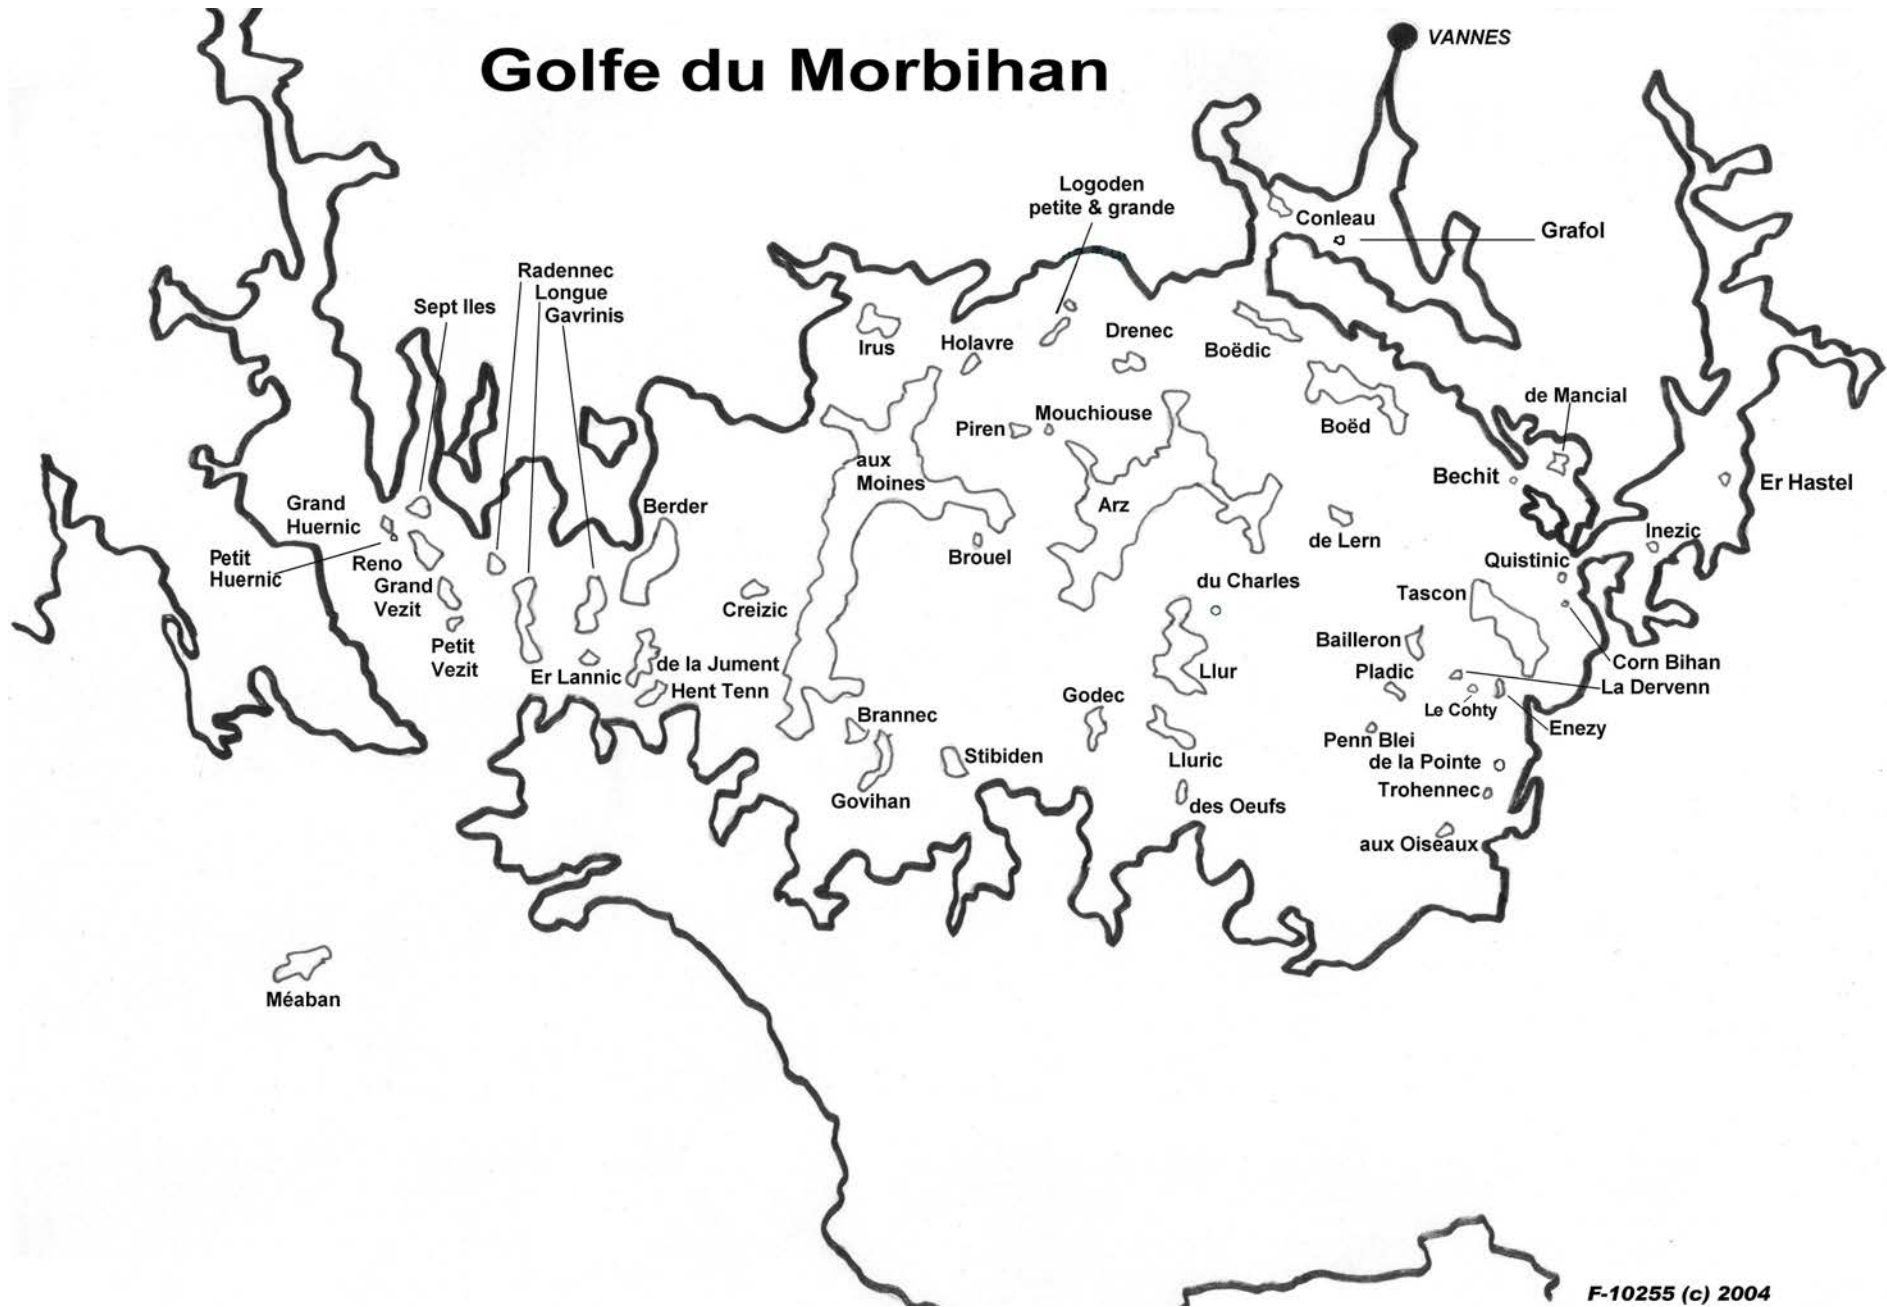 VANNES
Golfe du Morbihan
Logoden
petite & grande
Conleau
Grafol
Radennec
Longue
Gavrinis
Sept Iles
Irus
Holavre
Drenec
Boëdic
de Mancial
Piren
Mouchiouse
Boëd
aux
Moines
Bechit
Er Hastel
Grand
Huernic
Berder
Arz
de Lern
Inezic
Petit
Huernic
Reno
Brouel
Quistinic
Grand
Vezit
Creizic
du Charles
Tascon
Petit
Vezit
Bailleron
Er Lannic
de la Jument
Hent Tenn
Llur
Pladic
Corn Bihan
La Dervenn
Godec
Le Cohty
Enezy
Brannec
Penn Blei
Stibiden
Lluric
de la Pointe
Govihan
des Oeufs
Trohennec
aux Oiseaux
Méaban
F-10255 (c) 2004